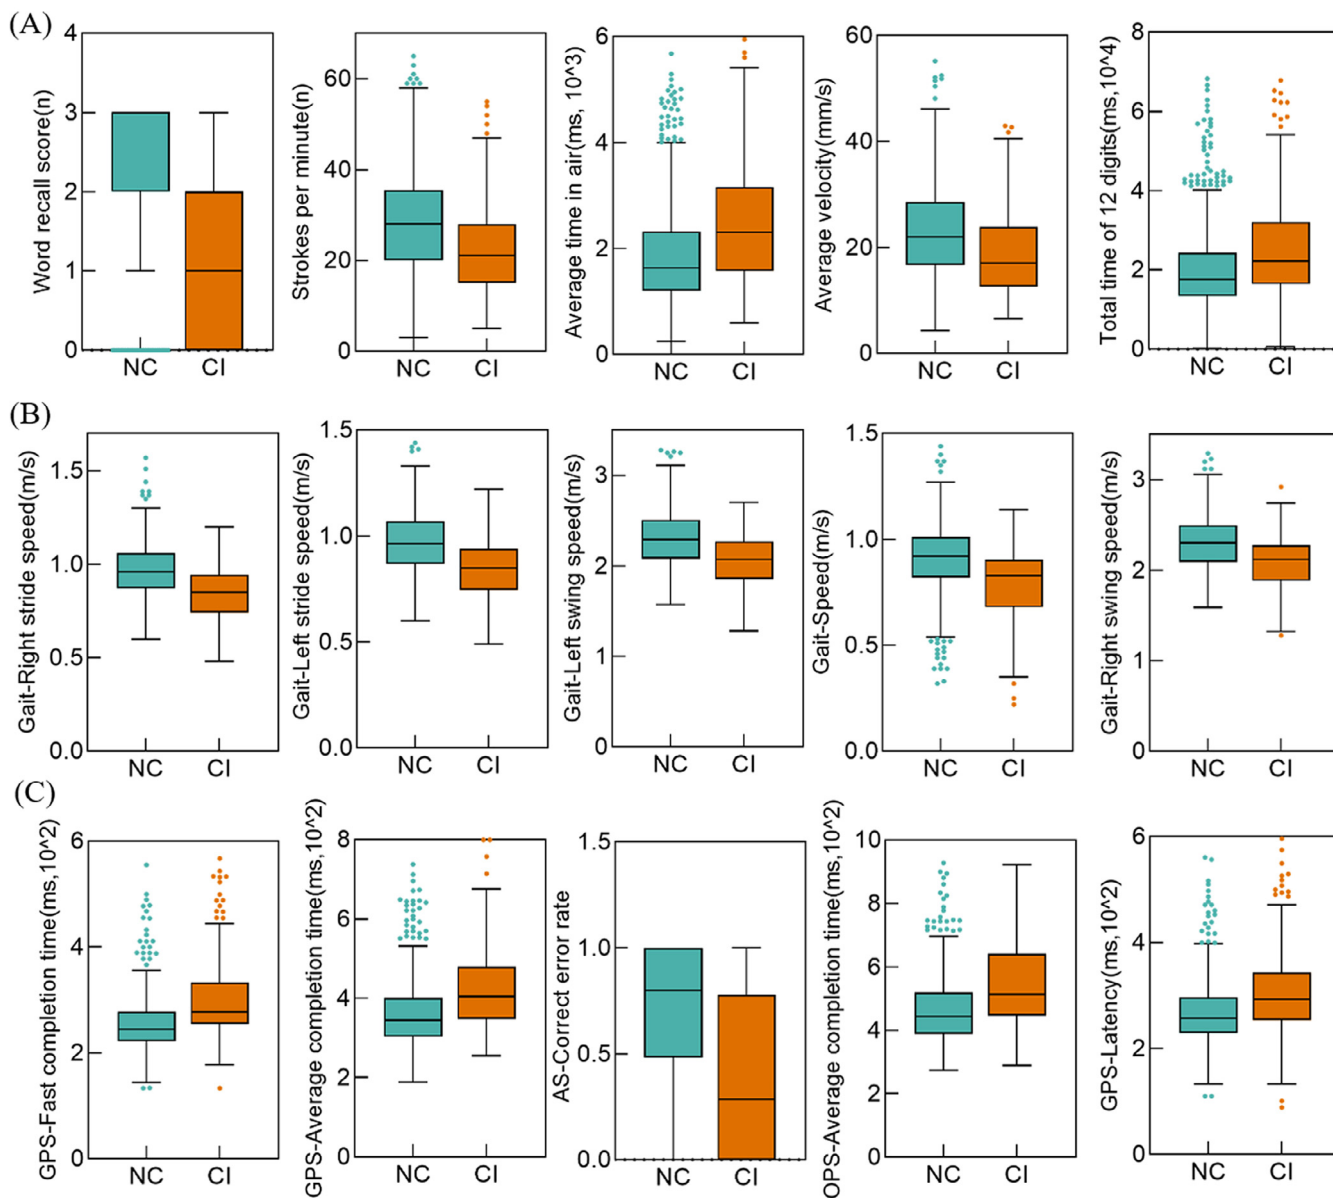 (A)
Word recall score(n)
4
3
2
1
0
NC CI
Strokes per minute(n)
60
40
20
0
NC CI
Average time in air(ms, 10^3)
6
4
2
0
NC CI
Average velocity(mm/s)
60
40
20
0
NC CI
Total time of 12 digits(ms,10^4)
8
6
4
2
0
NC CI
(B)
Gait-Right stride speed(m/s)
1.5
1.0
0.5
0.0
NC CI
Gait-Left stride speed(m/s)
1.5
1.0
0.5
0.0
NC CI
Gait-Left swing speed(m/s)
3
2
1
0
NC CI
Gait-Speed(m/s)
1.5
1.0
0.5
0.0
NC CI
Gait-Right swing speed(m/s)
3
2
1
0
NC CI
(C)
GPS-Fast completion time(ms,10^2)
6
4
2
0
NC CI
GPS-Average completion time(ms,10^2)
8
6
4
2
0
NC CI
AS-Correct error rate
1.5
1.0
0.5
0.0
NC CI
OPS-Average completion time(ms,10^2)
10
8
6
4
2
0
NC CI
GPS-Latency(ms,10^2)
6
4
2
0
NC CI